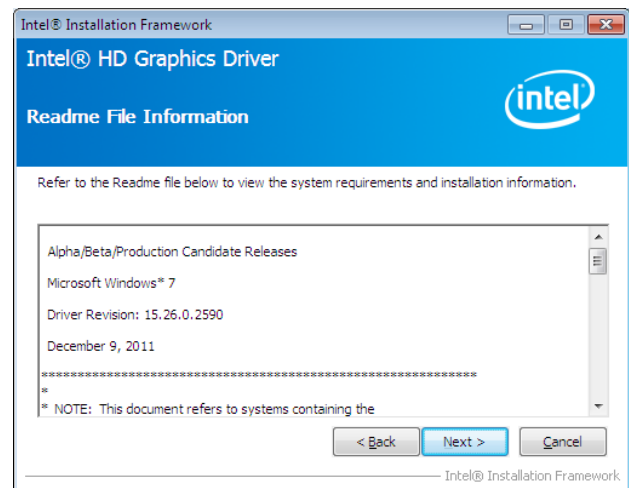 Intel® Installation Framework
Intel® HD Graphics Driver
intel
Readme File Information
Refer to the Readme file below to view the system requirements and installation information.
Alpha/Beta/Production Candidate Releases
Microsoft Windows* 7
Driver Revision: 15.26.0.2590
December 9, 2011
************************************************************
*
* NOTE: This document refers to systems containing the
< Back Next > Cancel
Intel® Installation Framework